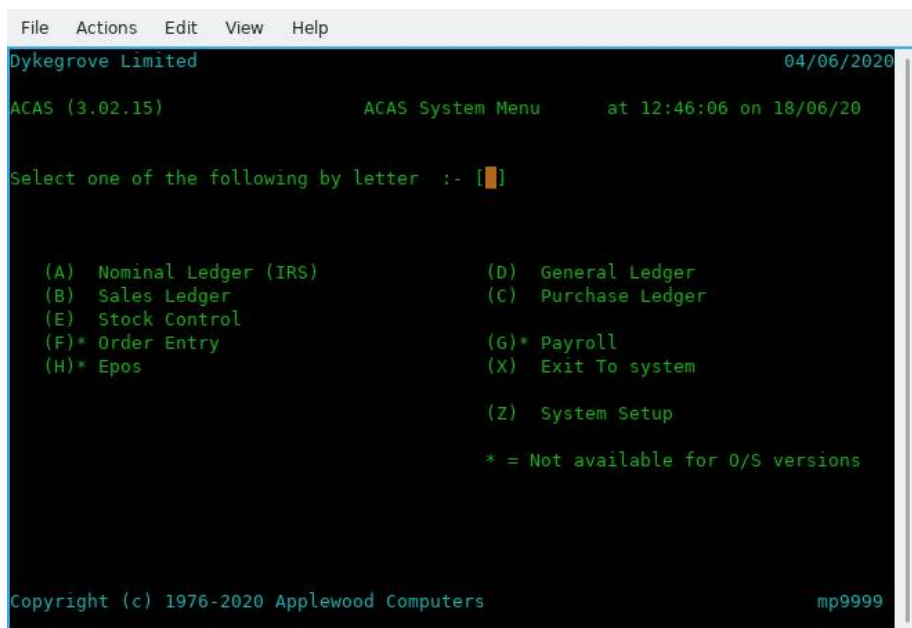 File Actions Edit View Help
Dykegrove Limited 04/06/2020
ACAS (3.02.15) ACAS System Menu at 12:46:06 on 18/06/20
Select one of the following by letter :- [ ]
(A) Nominal Ledger (IRS) (D) General Ledger
(B) Sales Ledger (C) Purchase Ledger
(E) Stock Control
(F)* Order Entry (G)* Payroll
(H)* Epos (X) Exit To system
(Z) System Setup
* = Not available for O/S versions
Copyright (c) 1976-2020 Applewood Computers mp9999